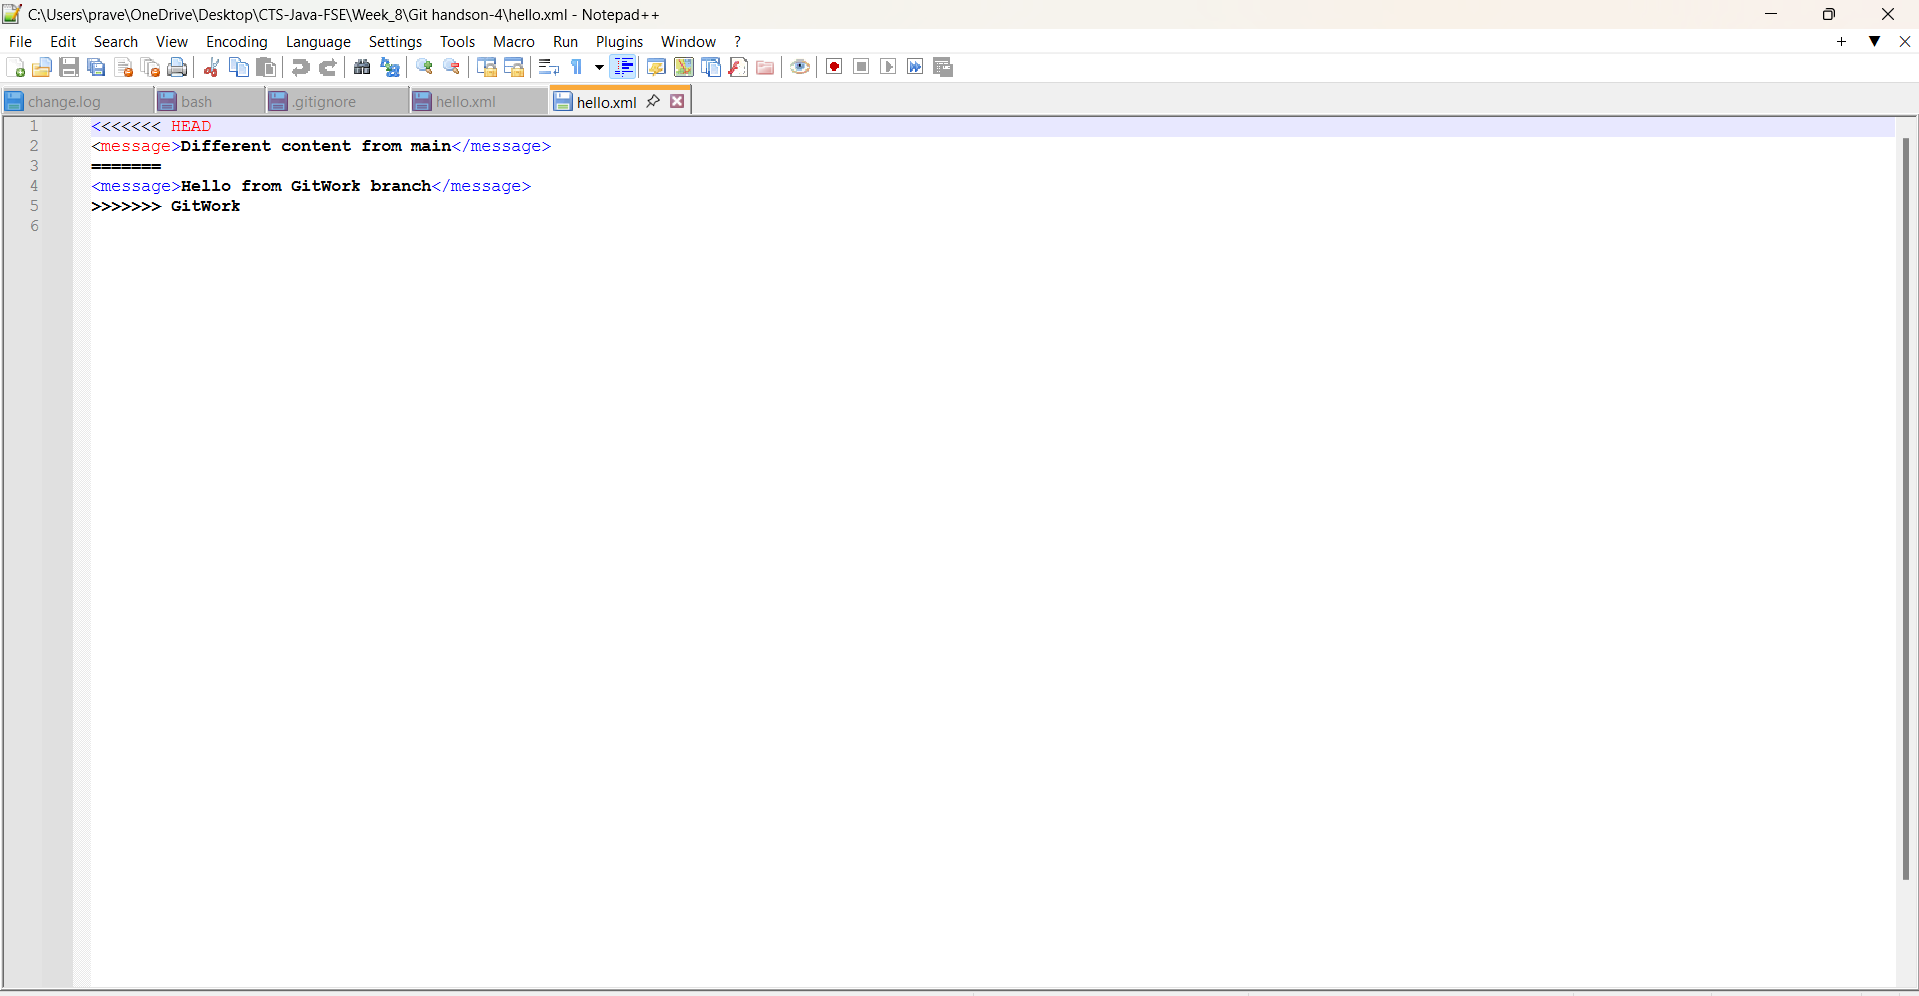 C:\Users\prave\OneDrive\Desktop\CTS-Java-FSE\Week_8\Git handson-4\hello.xml - Notepad++
File Edit Search View Encoding Language Settings Tools Macro Run Plugins Window ?
change.log bash .gitignore hello.xml hello.xml
1 <<<<<<< HEAD
2 <message>Different content from main</message>
3 =======
4 <message>Hello from GitWork branch</message>
5 >>>>>>> GitWork
6